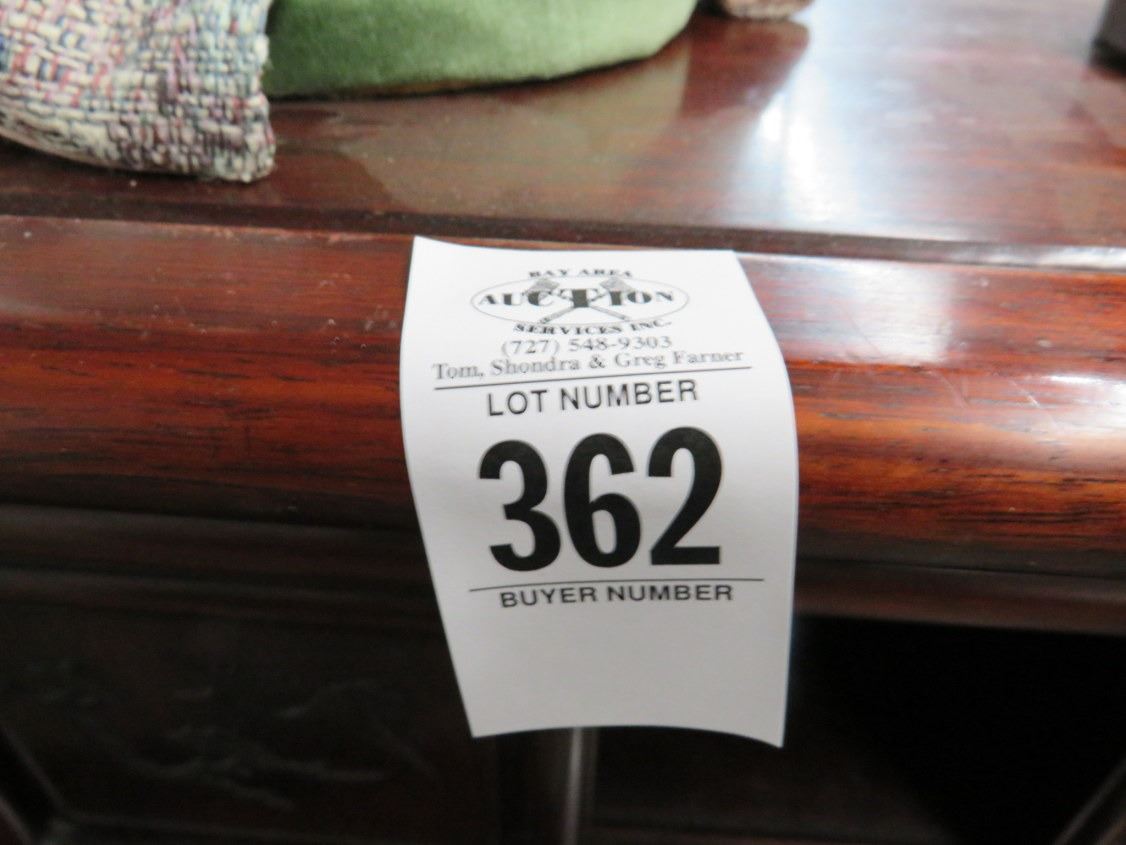 BAY AREA
AUCTION
SERVICES INC.
(727) 548-9303
Tom, Shondra & Greg Farner
LOT NUMBER
362
BUYER NUMBER